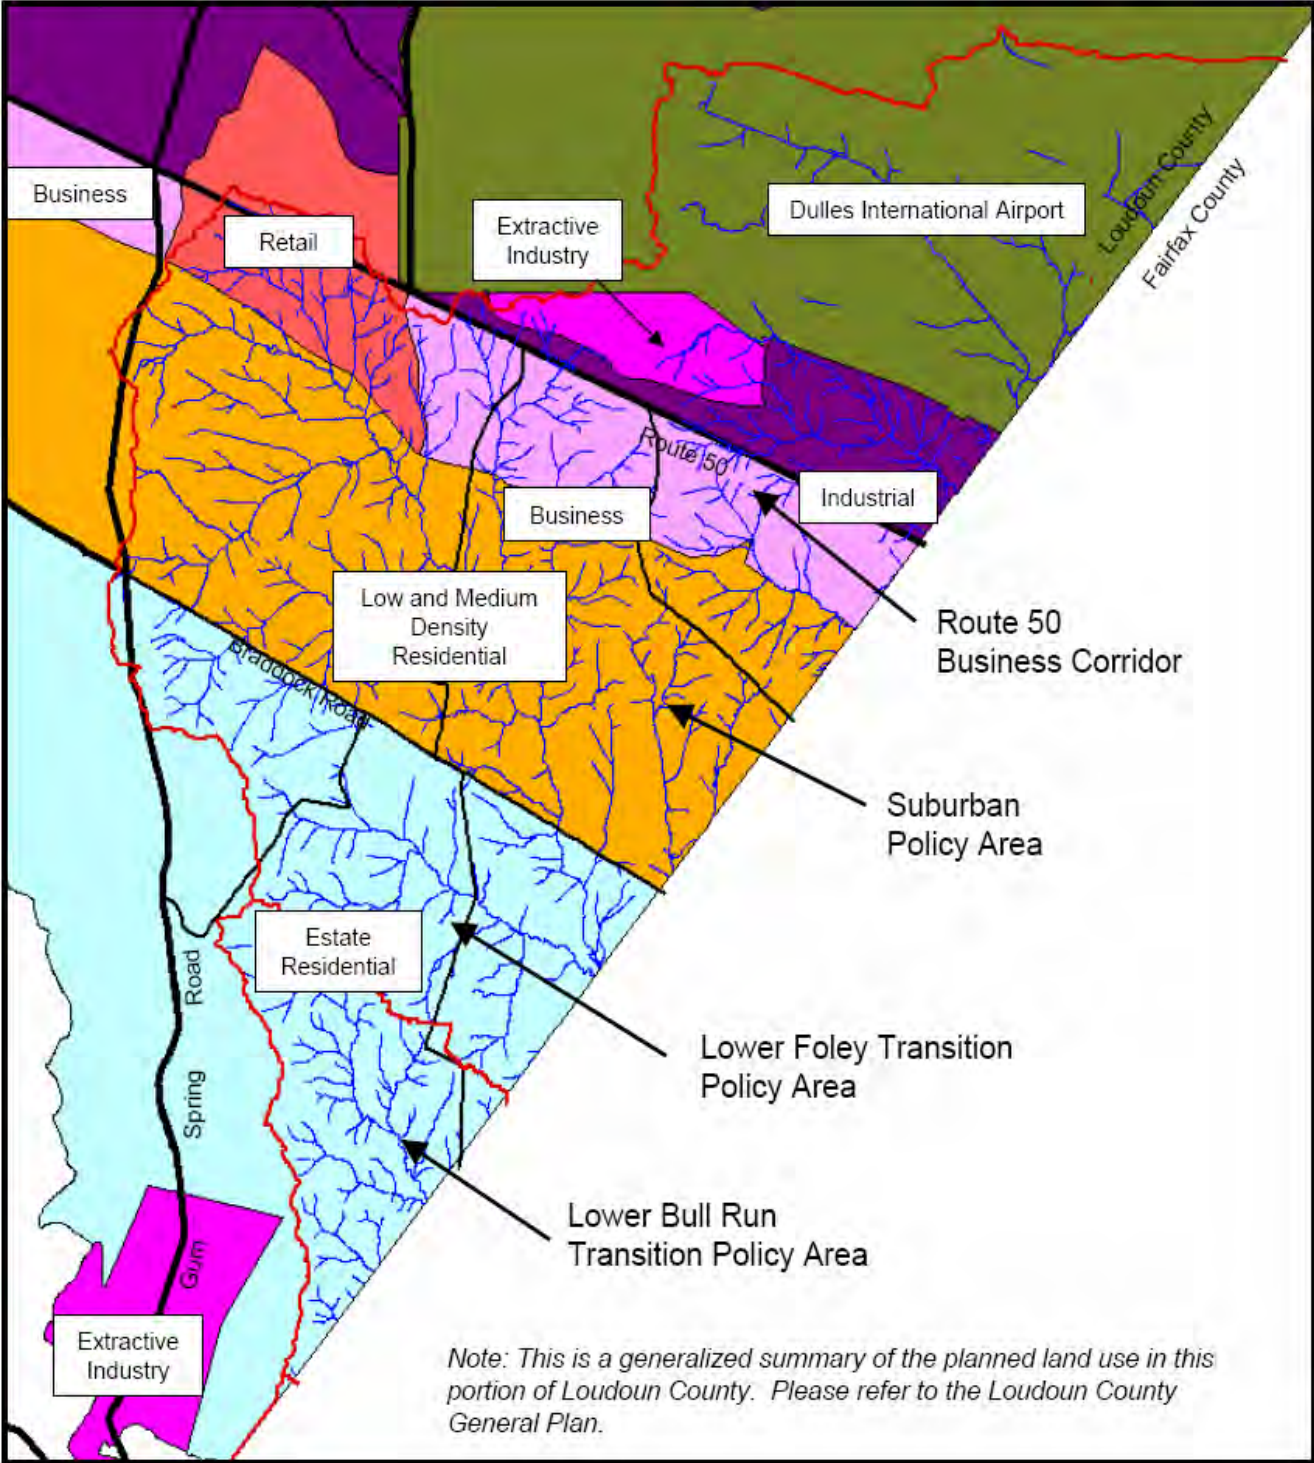 Loudoun County
Fairfax County
Business
Retail
Extractive
Industry
Dulles International Airport
Route 50
Industrial
Business
Low and Medium
Density
Residential
Route 50
Business Corridor
Braddock Road
Suburban
Policy Area
Estate
Residential
Gum Spring Road
Lower Foley Transition
Policy Area
Lower Bull Run
Transition Policy Area
Extractive
Industry
Note: This is a generalized summary of the planned land use in this
portion of Loudoun County. Please refer to the Loudoun County
General Plan.